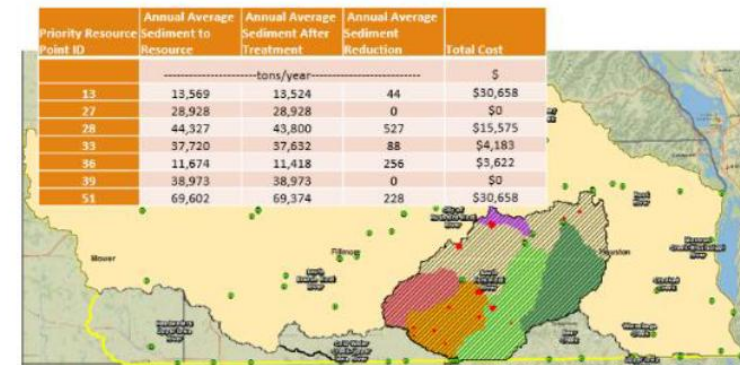 Annual Average Annual Average Annual Average
Priority Resource Sediment to Sediment After Sediment
Point ID Resource Treatment Reduction Total Cost
-tons/year- $
13 13,569 13,524 44 $30,658
27 28,928 28,928 0 $0
28 44,327 43,800 527 $15,575
33 37,720 37,632 88 $4,183
36 11,674 11,418 256 $3,622
39 38,973 38,973 0 $0
51 69,602 69,374 228 $30,658
Mower
Fillmore
Houston